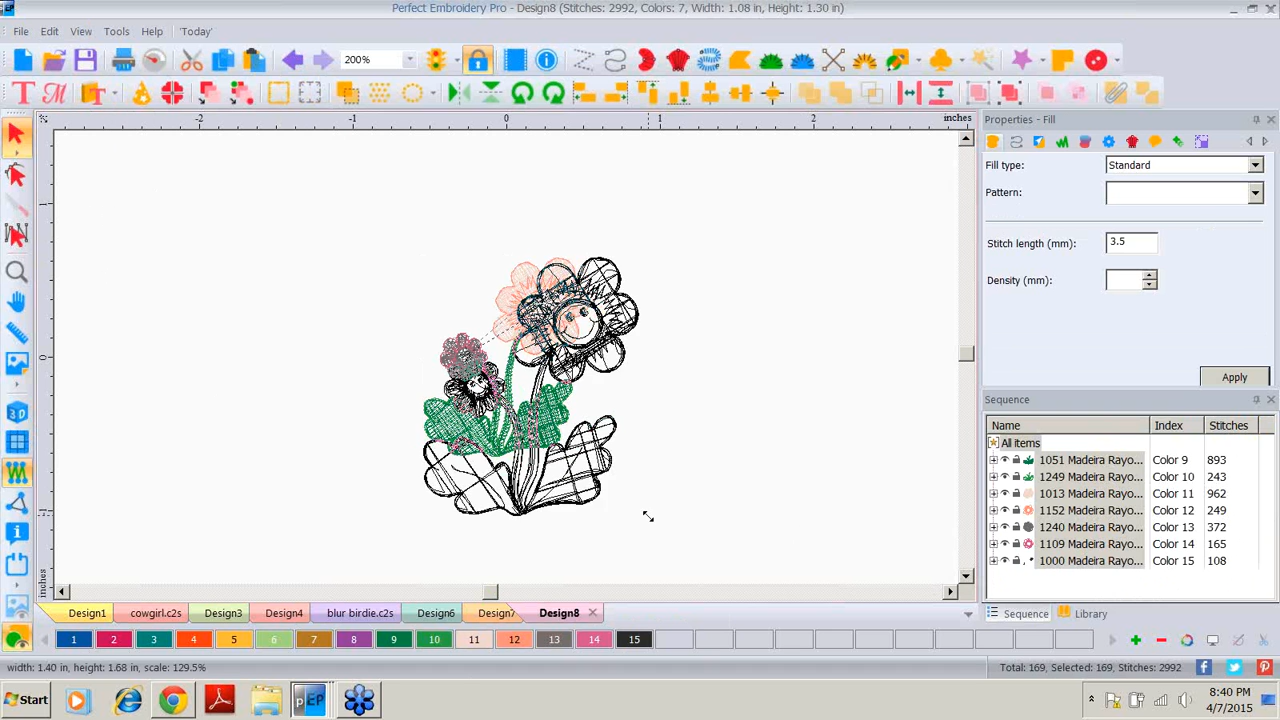 Perfect Embroidery Pro - Design8 (Stitches: 2992, Colors: 7, Width: 1.08 in, Height: 1.30 in)
File Edit View Tools Help 'Today'
200%
-2 -1 0 1 2 inches
Properties - Fill
Fill type: Standard
Pattern:
Stitch length (mm): 3.5
Density (mm):
Apply
0
inches
Sequence
Name Index Stitches
All items
1051 Madeira Rayo... Color 9 893
1249 Madeira Rayo... Color 10 243
1013 Madeira Rayo... Color 11 962
1152 Madeira Rayo... Color 12 249
1240 Madeira Rayo... Color 13 372
1109 Madeira Rayo... Color 14 165
1000 Madeira Rayo... Color 15 108
Design1 cowgirl.c2s Design3 Design4 blur birdie.c2s Design6 Design7 Design8
Sequence Library
1 2 3 4 5 6 7 8 9 10 11 12 13 14 15
width: 1.40 in, height: 1.68 in, scale: 129.5%
Total: 169, Selected: 169, Stitches: 2992
Start
pEP
8:40 PM
4/7/2015